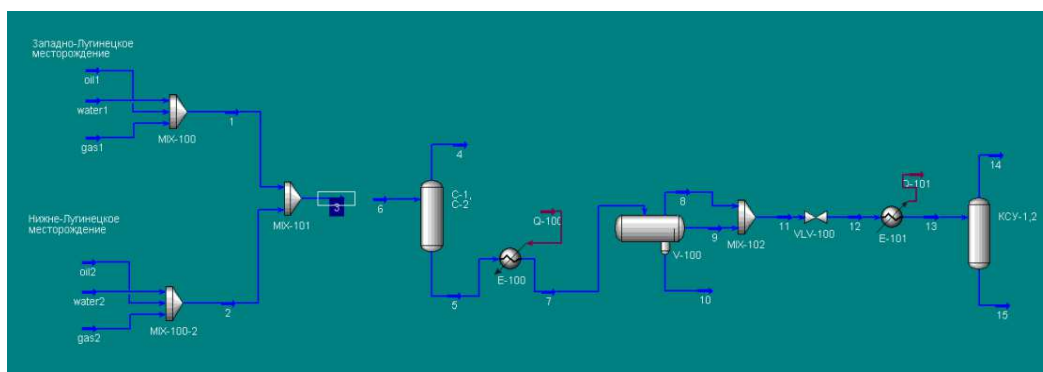 Западно-Лугинецкое
месторождение
oil1
water1
gas1
MIX-100
1
Нижне-Лугинецкое
месторождение
oil2
water2
gas2
MIX-100-2
2
MIX-101
3
6
4
С-1,
С-2
5
Q-100
E-100
7
8
9
V-100
10
MIX-102
11
VLV-100
12
Q-101
E-101
13
14
КСУ-1,2
15